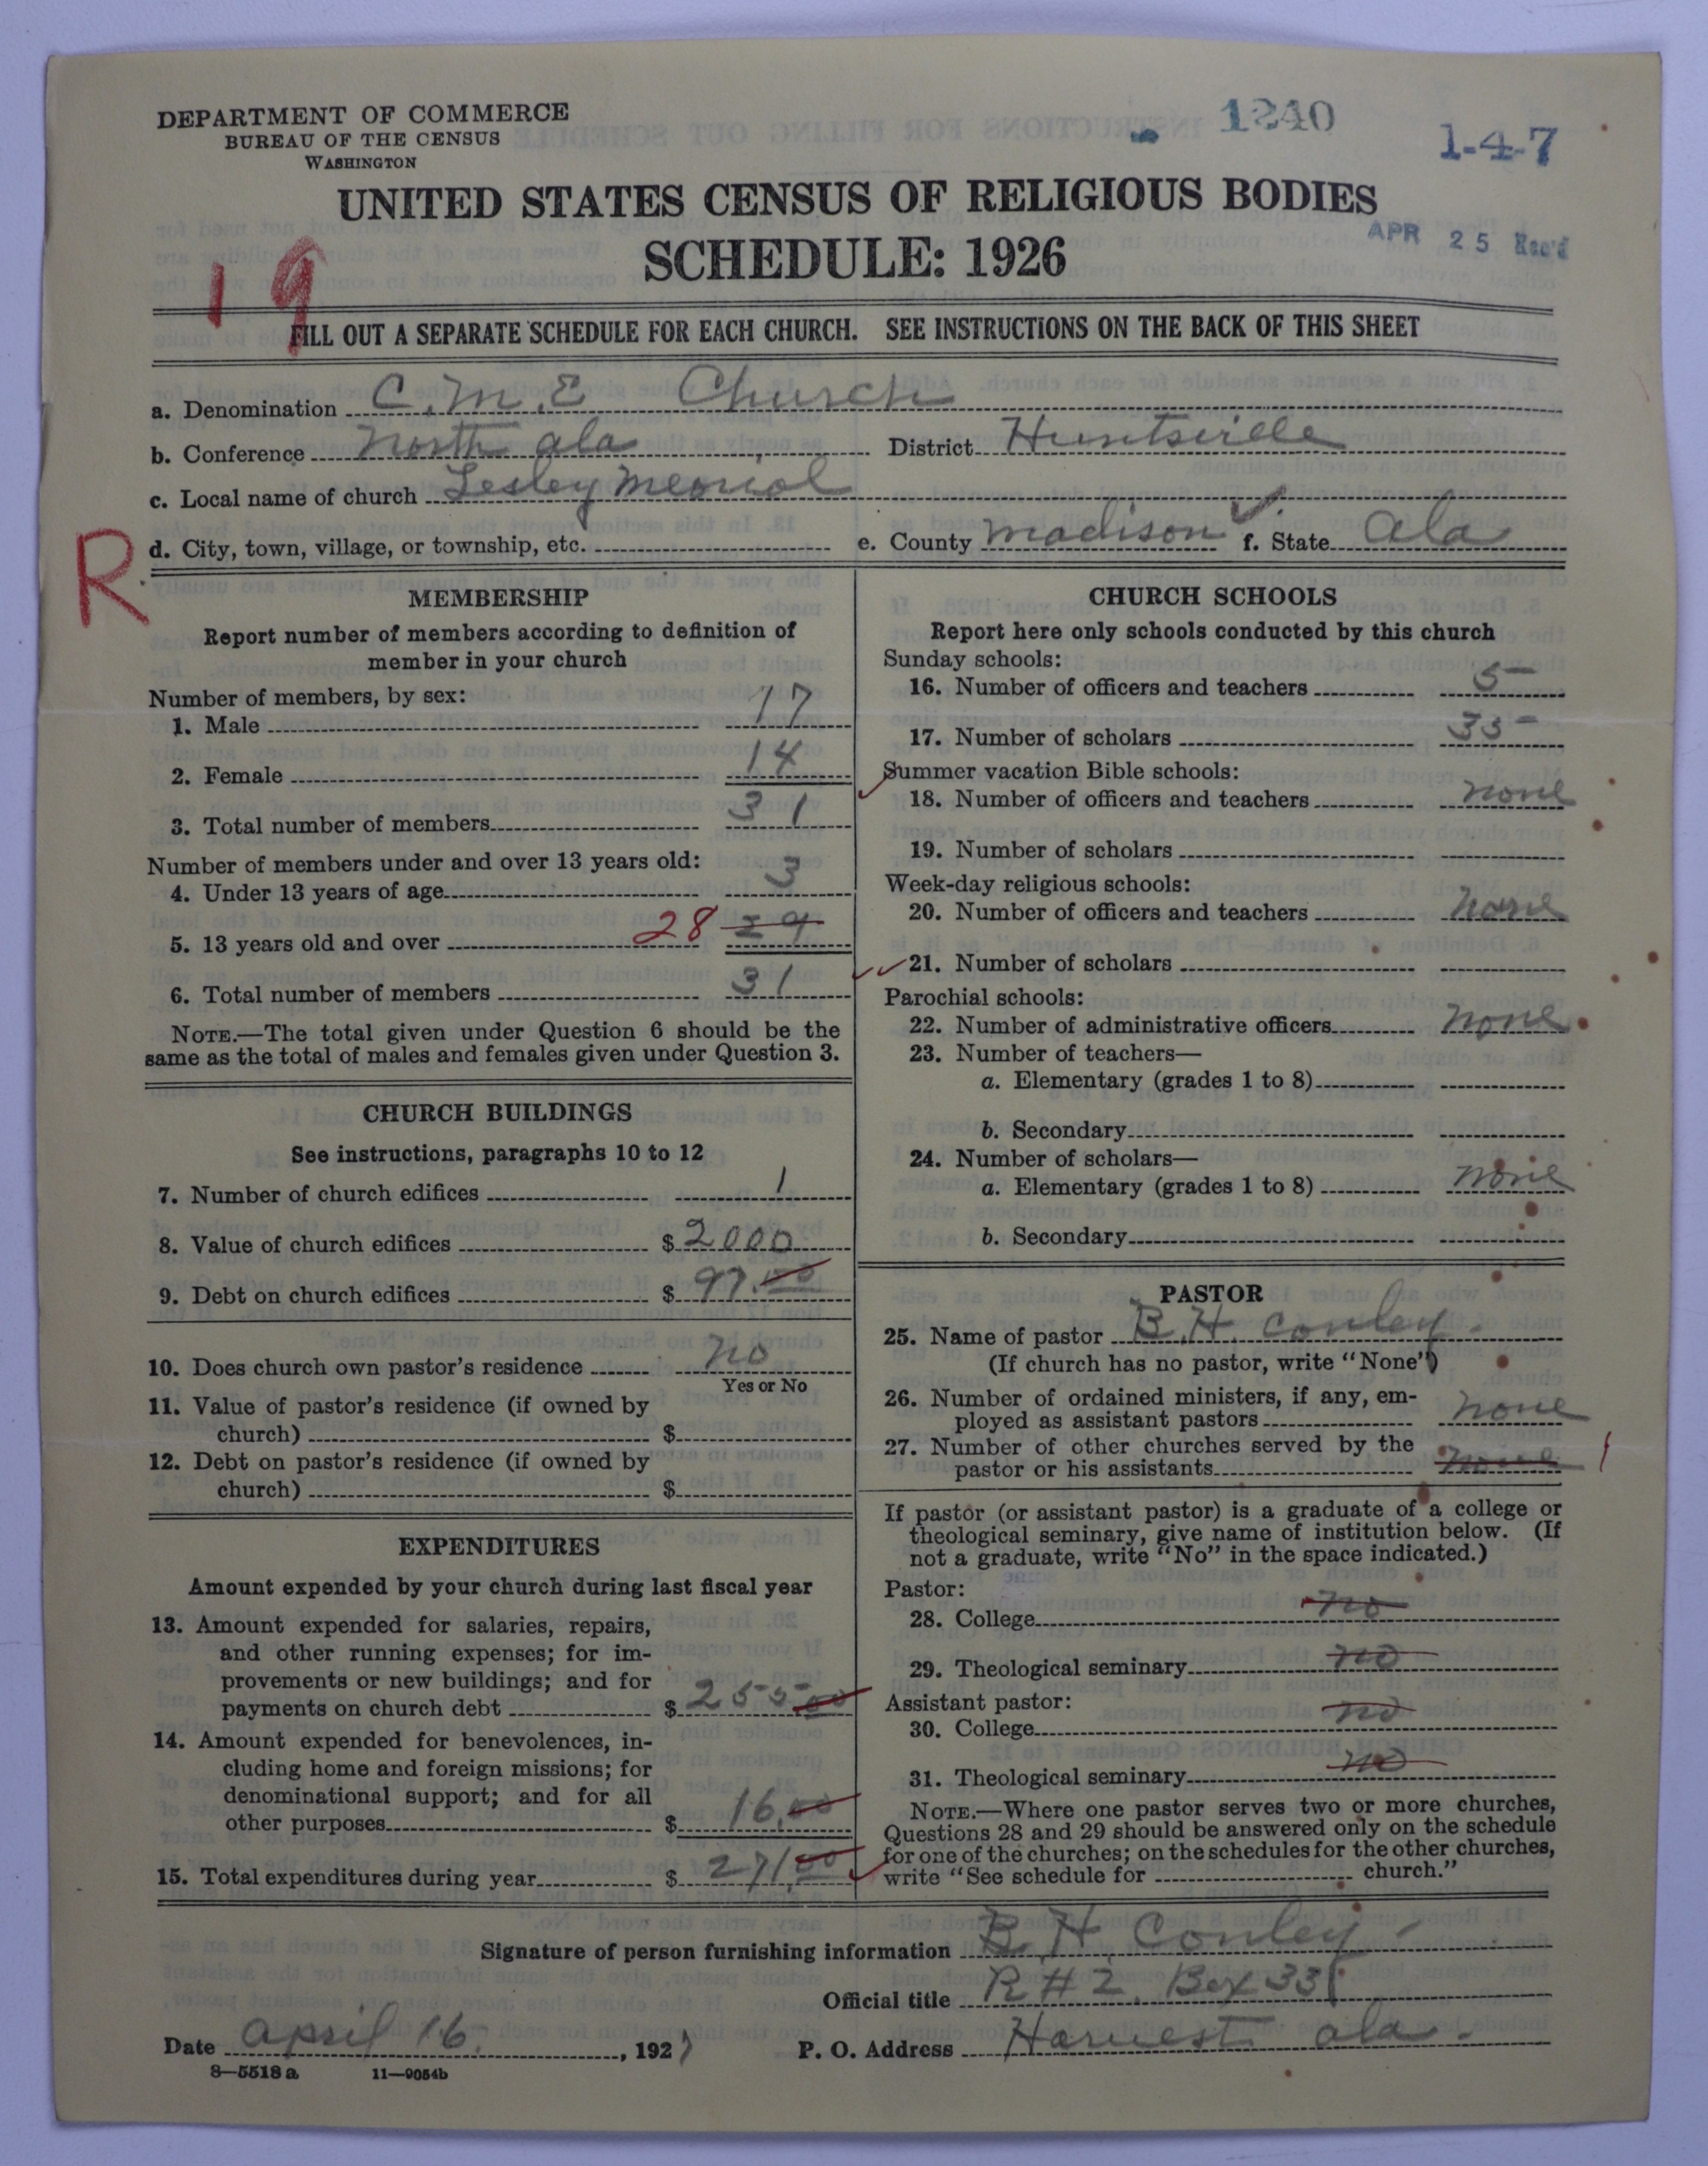 DEPARTMENT OF COMMERCE
BUREAU OF THE CENSUS
WASHINGTON
1240
1-4-7
UNITED STATES CENSUS OF RELIGIOUS BODIES
SCHEDULE: 1926
APR 25 Rec'd
19
FILL OUT A SEPARATE SCHEDULE FOR EACH CHURCH. SEE INSTRUCTIONS ON THE BACK OF THIS SHEET
a. Denomination C.M.E Church
b. Conference North ala District Huntsville
c. Local name of church Lesley Memriol
R
d. City, town, village, or township, etc. e. County Madison f. State Ala
MEMBERSHIP
Report number of members according to definition of
member in your church
Number of members, by sex:
1. Male 17
2. Female 14
3. Total number of members 31
Number of members under and over 13 years old:
4. Under 13 years of age 3
5. 13 years old and over 28 29
6. Total number of members 31
NOTE.—The total given under Question 6 should be the
same as the total of males and females given under Question 3.
CHURCH BUILDINGS
See instructions, paragraphs 10 to 12
7. Number of church edifices 1
8. Value of church edifices $ 2000
9. Debt on church edifices $ 97.00
10. Does church own pastor's residence No
Yes or No
11. Value of pastor's residence (if owned by
church) $
12. Debt on pastor's residence (if owned by
church) $
EXPENDITURES
Amount expended by your church during last fiscal year
13. Amount expended for salaries, repairs,
and other running expenses; for im-
provements or new buildings; and for
payments on church debt $ 255 00
14. Amount expended for benevolences, in-
cluding home and foreign missions; for
denominational support; and for all
other purposes $ 16.00
15. Total expenditures during year $ 271.00
CHURCH SCHOOLS
Report here only schools conducted by this church
Sunday schools:
16. Number of officers and teachers 5
17. Number of scholars 35
Summer vacation Bible schools:
18. Number of officers and teachers none
19. Number of scholars
Week-day religious schools:
20. Number of officers and teachers none
21. Number of scholars
Parochial schools:
22. Number of administrative officers none
23. Number of teachers—
a. Elementary (grades 1 to 8)
b. Secondary
24. Number of scholars—
a. Elementary (grades 1 to 8) none
b. Secondary
PASTOR
25. Name of pastor B.H. Conley
(If church has no pastor, write "None")
26. Number of ordained ministers, if any, em-
ployed as assistant pastors none
27. Number of other churches served by the
pastor or his assistants none 1
If pastor (or assistant pastor) is a graduate of a college or
theological seminary, give name of institution below. (If
not a graduate, write "No" in the space indicated.)
Pastor:
28. College no
29. Theological seminary no
Assistant pastor:
30. College no
31. Theological seminary no
NOTE.—Where one pastor serves two or more churches,
Questions 28 and 29 should be answered only on the schedule
for one of the churches; on the schedules for the other churches,
write "See schedule for church."
Signature of person furnishing information B. H. Conley
Official title R # 2. Box 33
Date april 16, 1927 P. O. Address Harvest ala.
8—5518 a 11—9054b